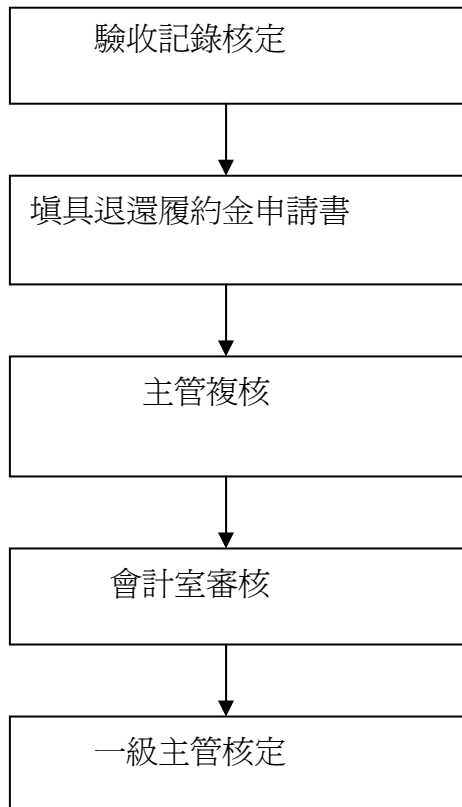 驗收記錄核定
填具退還履約金申請書
主管複核
會計室審核
一級主管核定